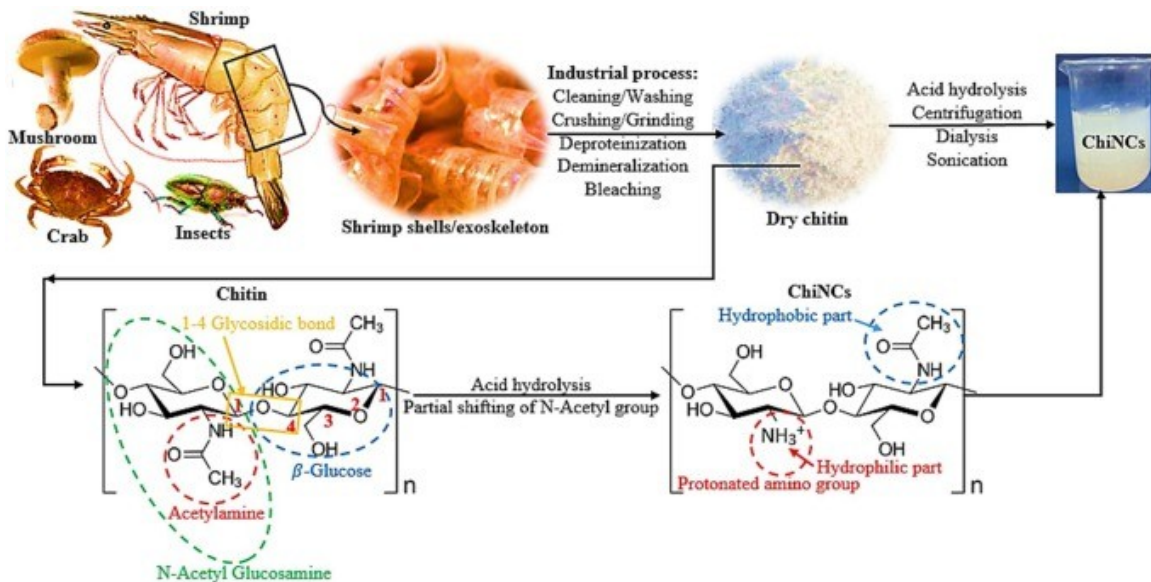 Shrimp
Mushroom
Crab
Insects
Shrimp shells/exoskeleton
Industrial process:
Cleaning/Washing
Crushing/Grinding
Deproteinization
Demineralization
Bleaching
Dry chitin
Acid hydrolysis
Centrifugation
Dialysis
Sonication
ChiNCs
Chitin
1-4 Glycosidic bond
CH₃
O
NH
OH
HO
O
O
HO
1
O
4
3
2
O
1
NH
O
CH₃
OH
β-Glucose
n
Acetylamine
N-Acetyl Glucosamine
Acid hydrolysis
Partial shifting of N-Acetyl group
ChiNCs
Hydrophobic part
CH₃
O
NH
HO
O
O
HO
HO
O
O
NH₃⁺
OH
Hydrophilic part
Protonated amino group
n